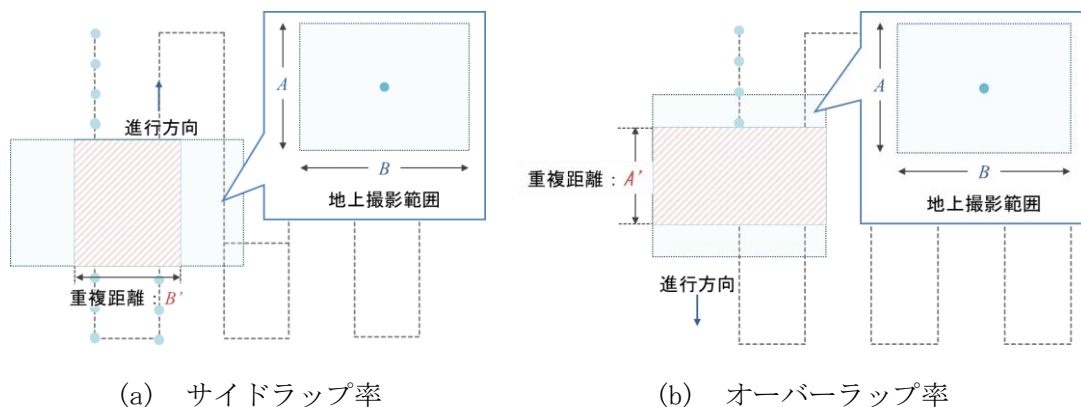 進行方向
A
B
地上撮影範囲
重複距離:B’
(a) サイドラップ率
A
B
地上撮影範囲
重複距離:A’
進行方向
(b) オーバーラップ率